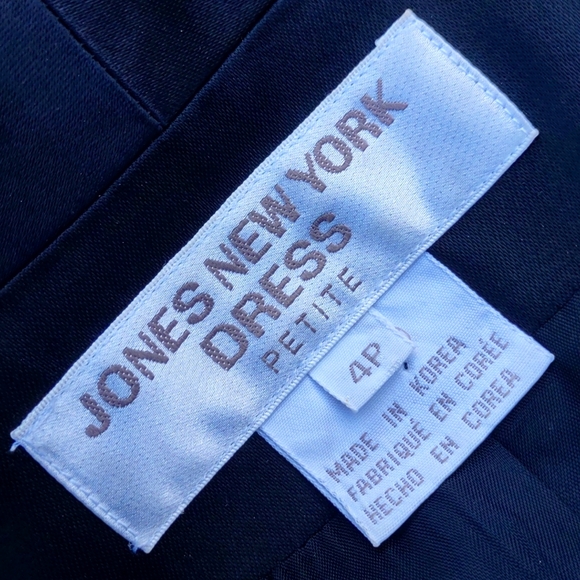 JONES NEW YORK
DRESS
PETITE
4P
MADE IN KOREA
FABRIQUÉ EN CORÉE
HECHO EN COREA